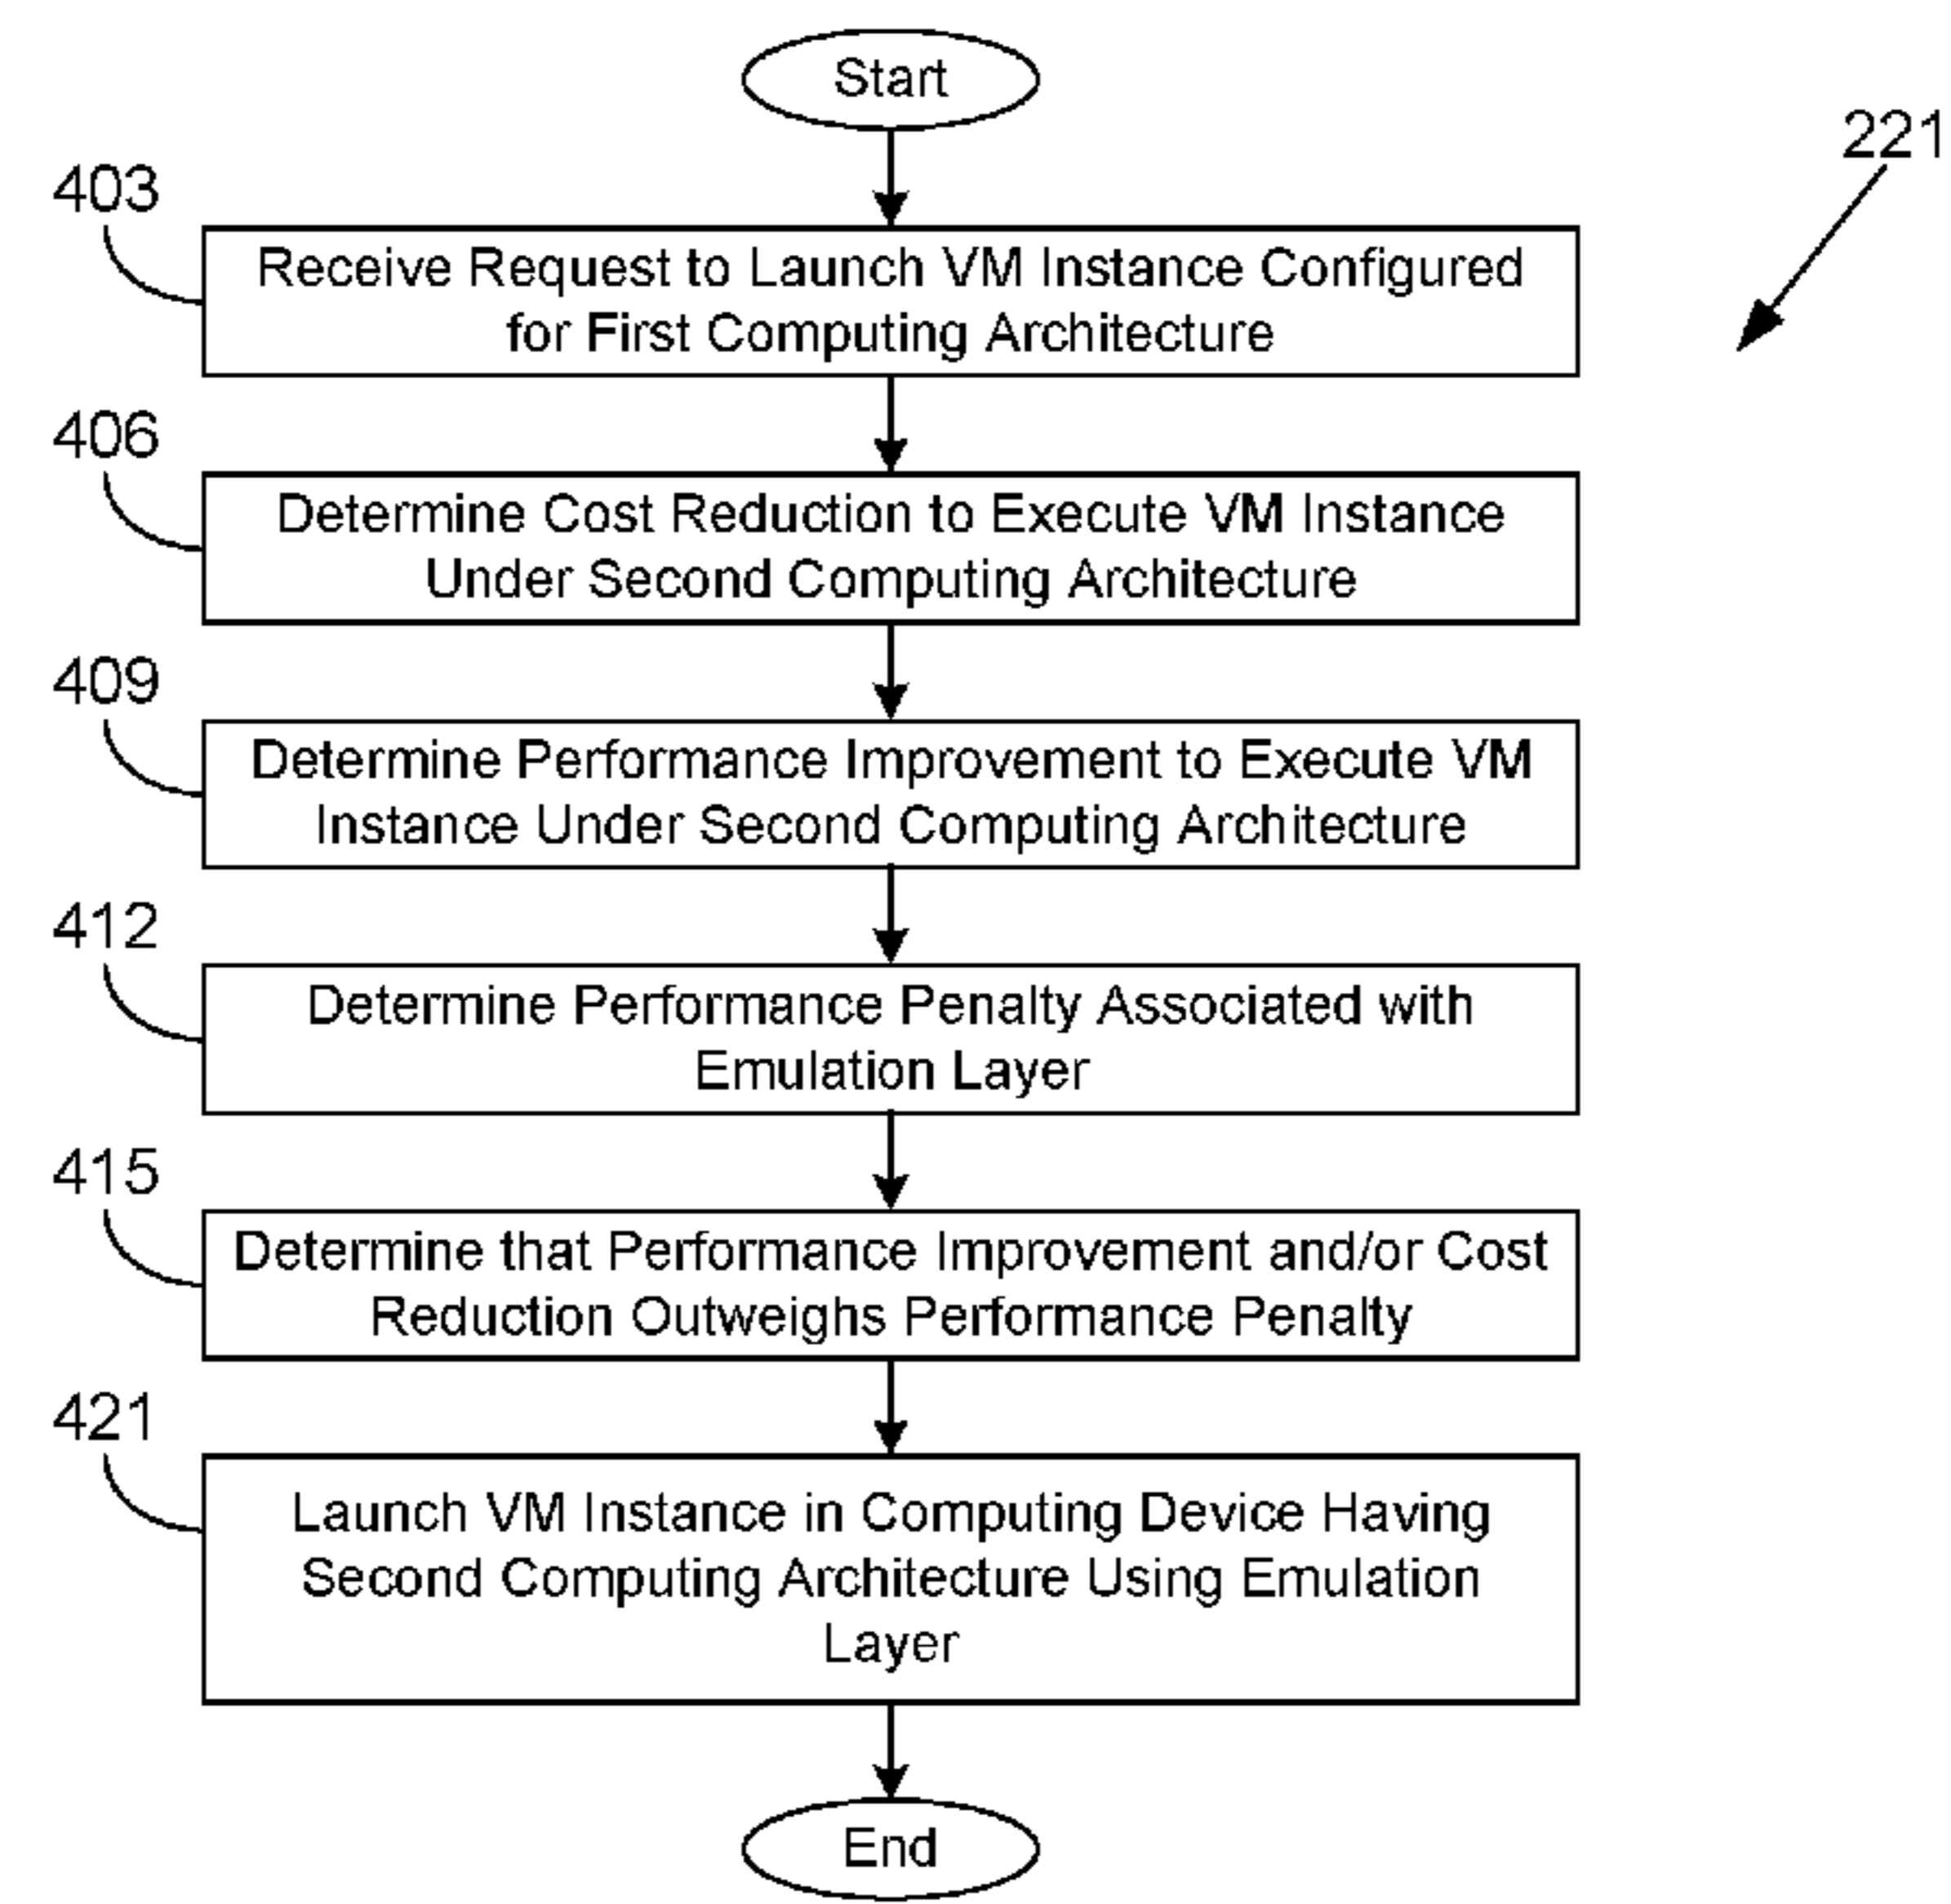 Start
221
403
Receive Request to Launch VM Instance Configured
for First Computing Architecture
406
Determine Cost Reduction to Execute VM Instance
Under Second Computing Architecture
409
Determine Performance Improvement to Execute VM
Instance Under Second Computing Architecture
412
Determine Performance Penalty Associated with
Emulation Layer
415
Determine that Performance Improvement and/or Cost
Reduction Outweighs Performance Penalty
421
Launch VM Instance in Computing Device Having
Second Computing Architecture Using Emulation
Layer
End